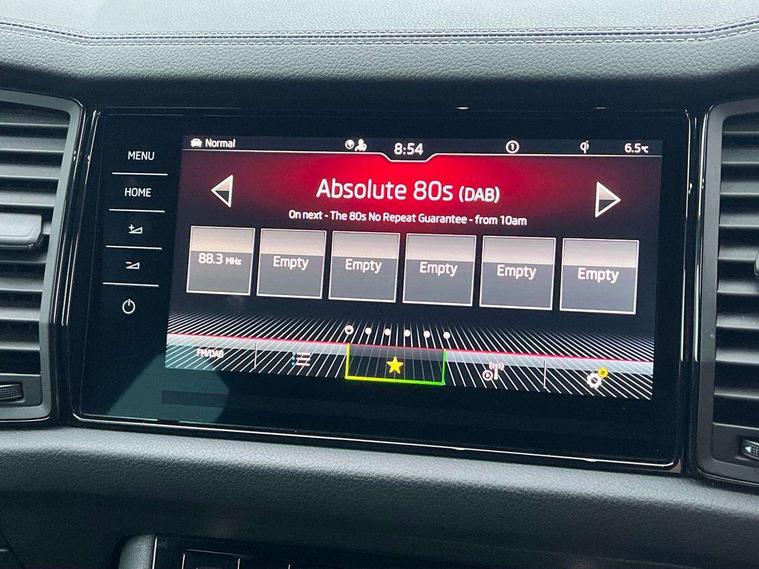 MENU
HOME
Normal
8:54
1
6.5°c
Absolute 80s (DAB)
On next - The 80s No Repeat Guarantee - from 10am
88.3 MHz
Empty
Empty
Empty
Empty
Empty
FM/DAB